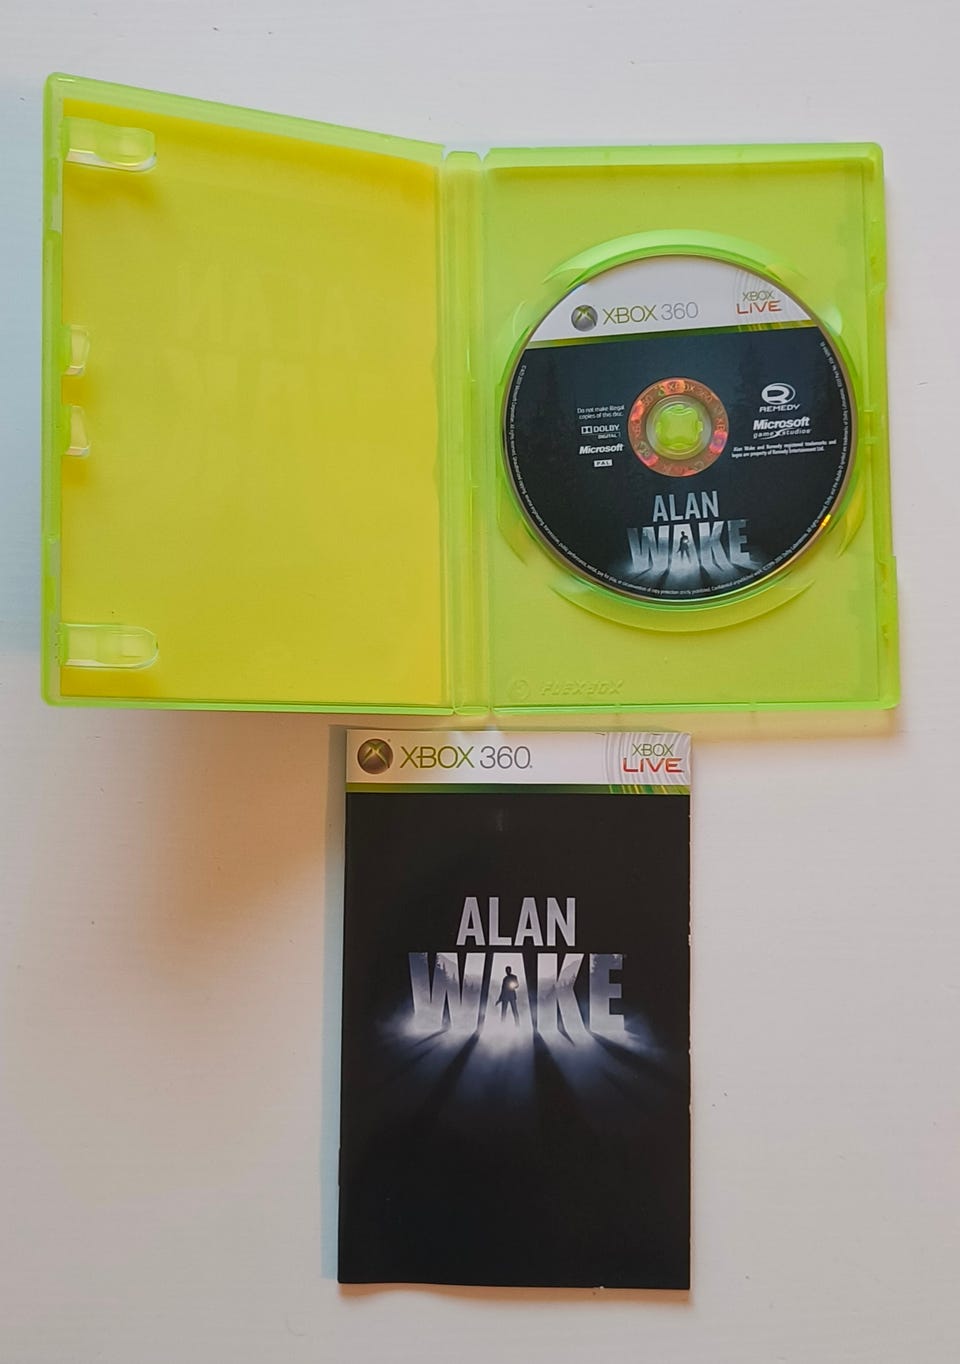 XBOX 360
XBOX
LIVE
Do not make illegal
copies of this disc.
DOLBY
DIGITAL
Microsoft
PAL
REMEDY
Microsoft
game studios
Alan Wake and Remedy registered trademarks and
logos are property of Remedy Entertainment Ltd.
ALAN
WAKE
FLEXBOX
XBOX 360
XBOX
LIVE
ALAN
WAKE